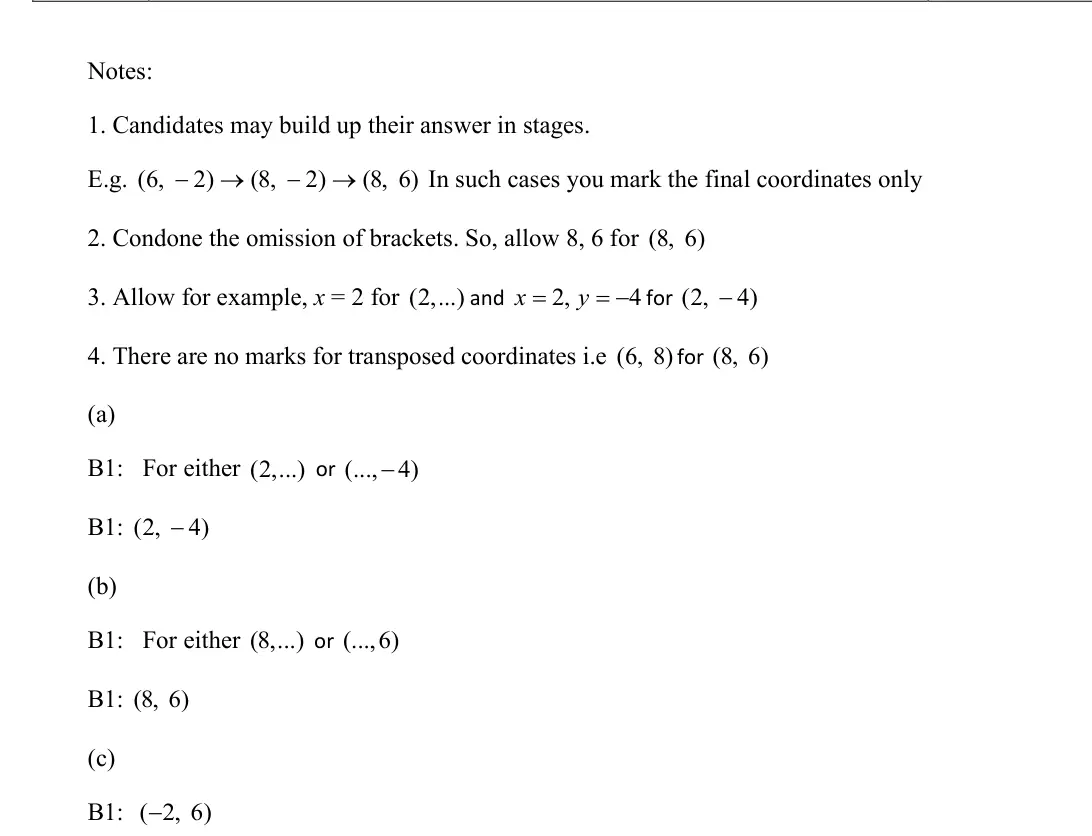 Notes:
1. Candidates may build up their answer in stages.
E.g. (6, −2) → (8, −2) → (8, 6) In such cases you mark the final coordinates only
2. Condone the omission of brackets. So, allow 8, 6 for (8, 6)
3. Allow for example, x = 2 for (2,...) and x = 2, y = −4 for (2, −4)
4. There are no marks for transposed coordinates i.e (6, 8) for (8, 6)
(a)
B1: For either (2,...) or (...,−4)
B1: (2, −4)
(b)
B1: For either (8,...) or (...,6)
B1: (8, 6)
(c)
B1: (−2, 6)